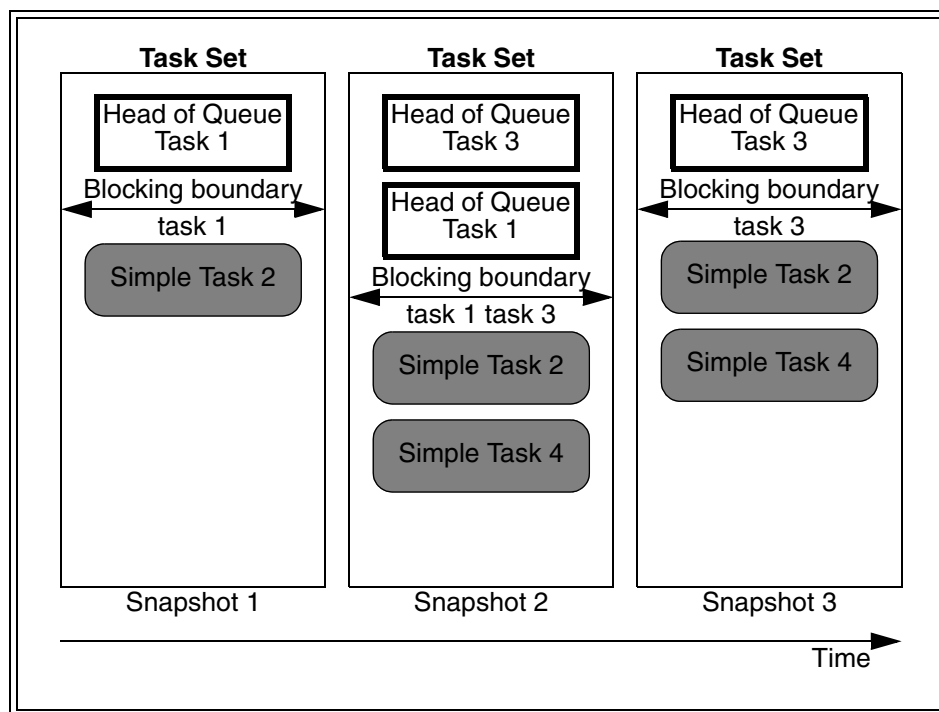 Task Set
Head of Queue
Task 1
Blocking boundary
task 1
Simple Task 2
Snapshot 1
Task Set
Head of Queue
Task 3
Head of Queue
Task 1
Blocking boundary
task 1 task 3
Simple Task 2
Simple Task 4
Snapshot 2
Task Set
Head of Queue
Task 3
Blocking boundary
task 3
Simple Task 2
Simple Task 4
Snapshot 3
Time